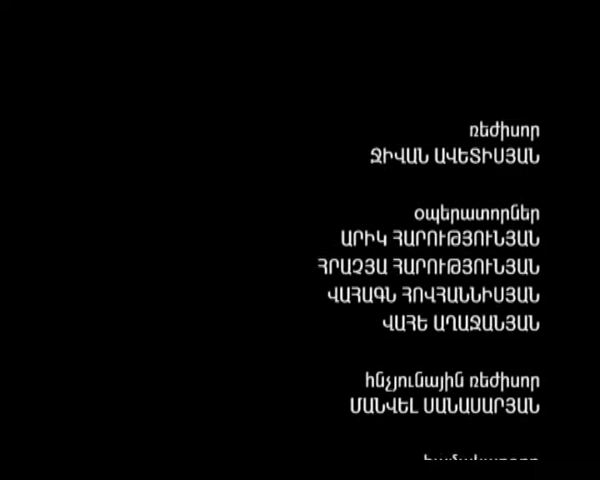 ռեժիսոր
ՋԻՎԱՆ ԱՎԵՏԻՍՅԱՆ
օպերատորներ
ԱՐԻԿ ՀԱՐՈՒԹՅՈՒՆՅԱՆ
ՀՐԱՉՅԱ ՀԱՐՈՒԹՅՈՒՆՅԱՆ
ՎԱՀԱԳՆ ՀՈՎՀԱՆՆԻՍՅԱՆ
ՎԱՀԵ ԱՂԱՋԱՆՅԱՆ
հնչյունային ռեժիսոր
ՄԱՆՎԵԼ ՍԱՆԱՍԱՐՅԱՆ